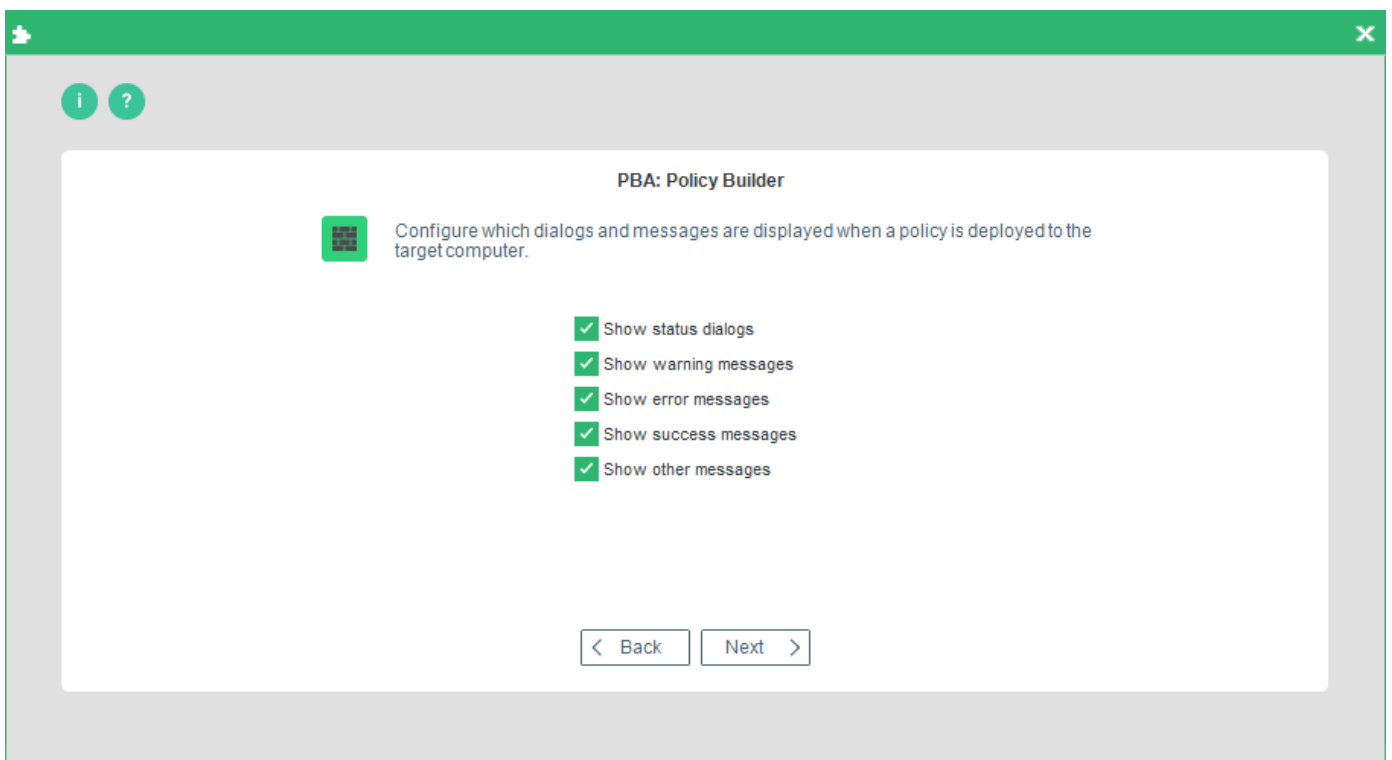 i ?
PBA: Policy Builder
Configure which dialogs and messages are displayed when a policy is deployed to the
target computer.
Show status dialogs
Show warning messages
Show error messages
Show success messages
Show other messages
Back Next